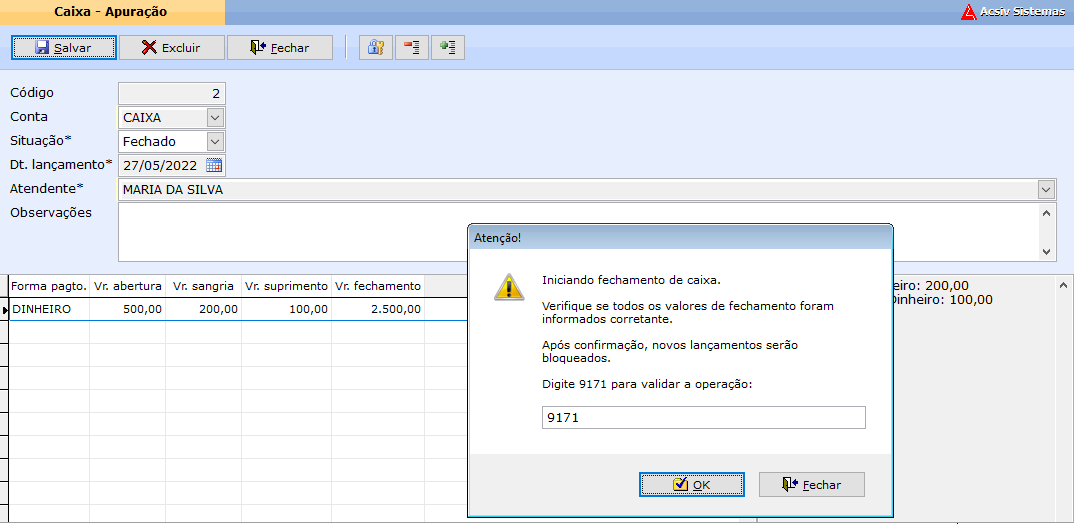 Caixa - Apuração
Acsiv Sistemas
Salvar
Excluir
Fechar
Código 2
Conta CAIXA
Situação* Fechado
Dt. lançamento* 27/05/2022
Atendente* MARIA DA SILVA
Observações
Forma pagto. Vr. abertura Vr. sangria Vr. suprimento Vr. fechamento
DINHEIRO 500,00 200,00 100,00 2.500,00
200,00
100,00
Atenção!
Iniciando fechamento de caixa.
Verifique se todos os valores de fechamento foram
informados corretante.
Após confirmação, novos lançamentos serão
bloqueados.
Digite 9171 para validar a operação:
9171
OK
Fechar